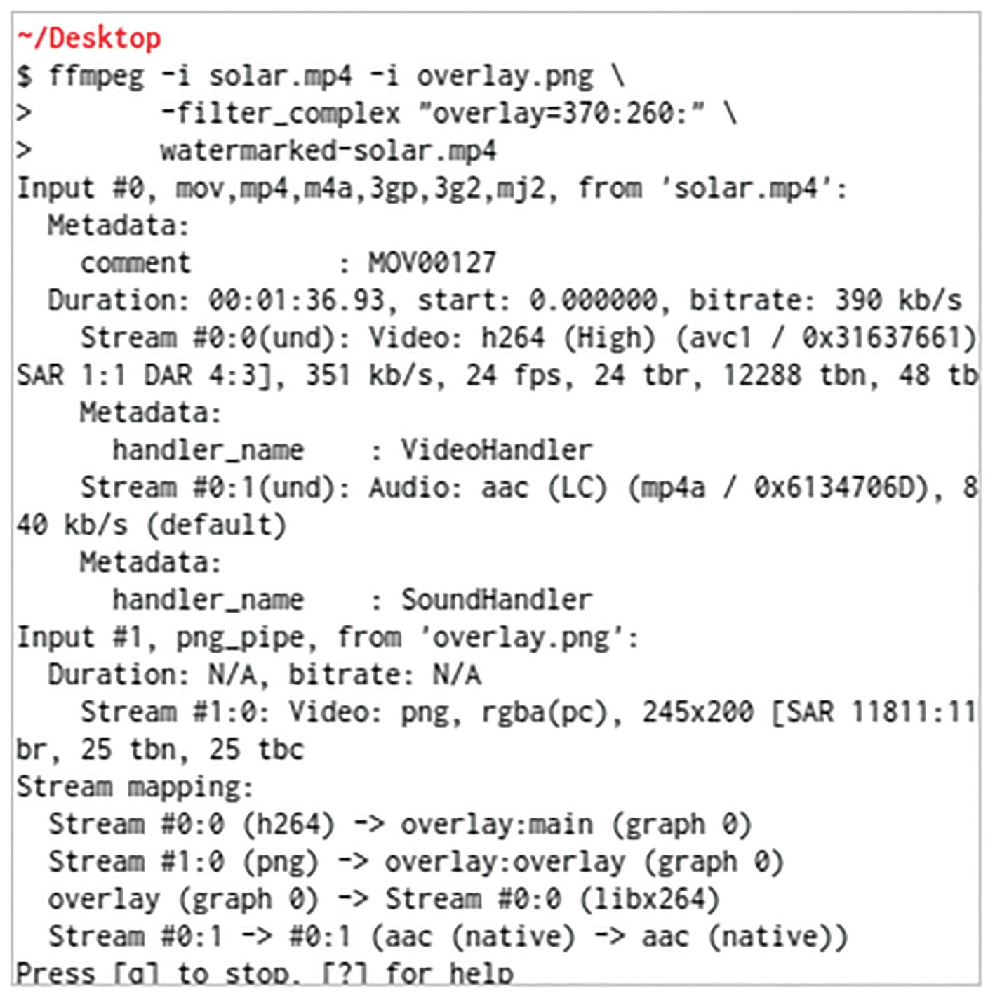 ~/Desktop
$ ffmpeg -i solar.mp4 -i overlay.png \
>        -filter_complex "overlay=370:260:" \
>        watermarked-solar.mp4
Input #0, mov,mp4,m4a,3gp,3g2,mj2, from 'solar.mp4':
  Metadata:
    comment         : MOV00127
  Duration: 00:01:36.93, start: 0.000000, bitrate: 390 kb/s
    Stream #0:0(und): Video: h264 (High) (avc1 / 0x31637661)
SAR 1:1 DAR 4:3], 351 kb/s, 24 fps, 24 tbr, 12288 tbn, 48 tb
    Metadata:
      handler_name    : VideoHandler
    Stream #0:1(und): Audio: aac (LC) (mp4a / 0x6134706D), 8
40 kb/s (default)
    Metadata:
      handler_name    : SoundHandler
Input #1, png_pipe, from 'overlay.png':
  Duration: N/A, bitrate: N/A
    Stream #1:0: Video: png, rgba(pc), 245x200 [SAR 11811:11
br, 25 tbn, 25 tbc
Stream mapping:
  Stream #0:0 (h264) -> overlay:main (graph 0)
  Stream #1:0 (png) -> overlay:overlay (graph 0)
  overlay (graph 0) -> Stream #0:0 (libx264)
  Stream #0:1 -> #0:1 (aac (native) -> aac (native))
Press [q] to stop, [?] for help